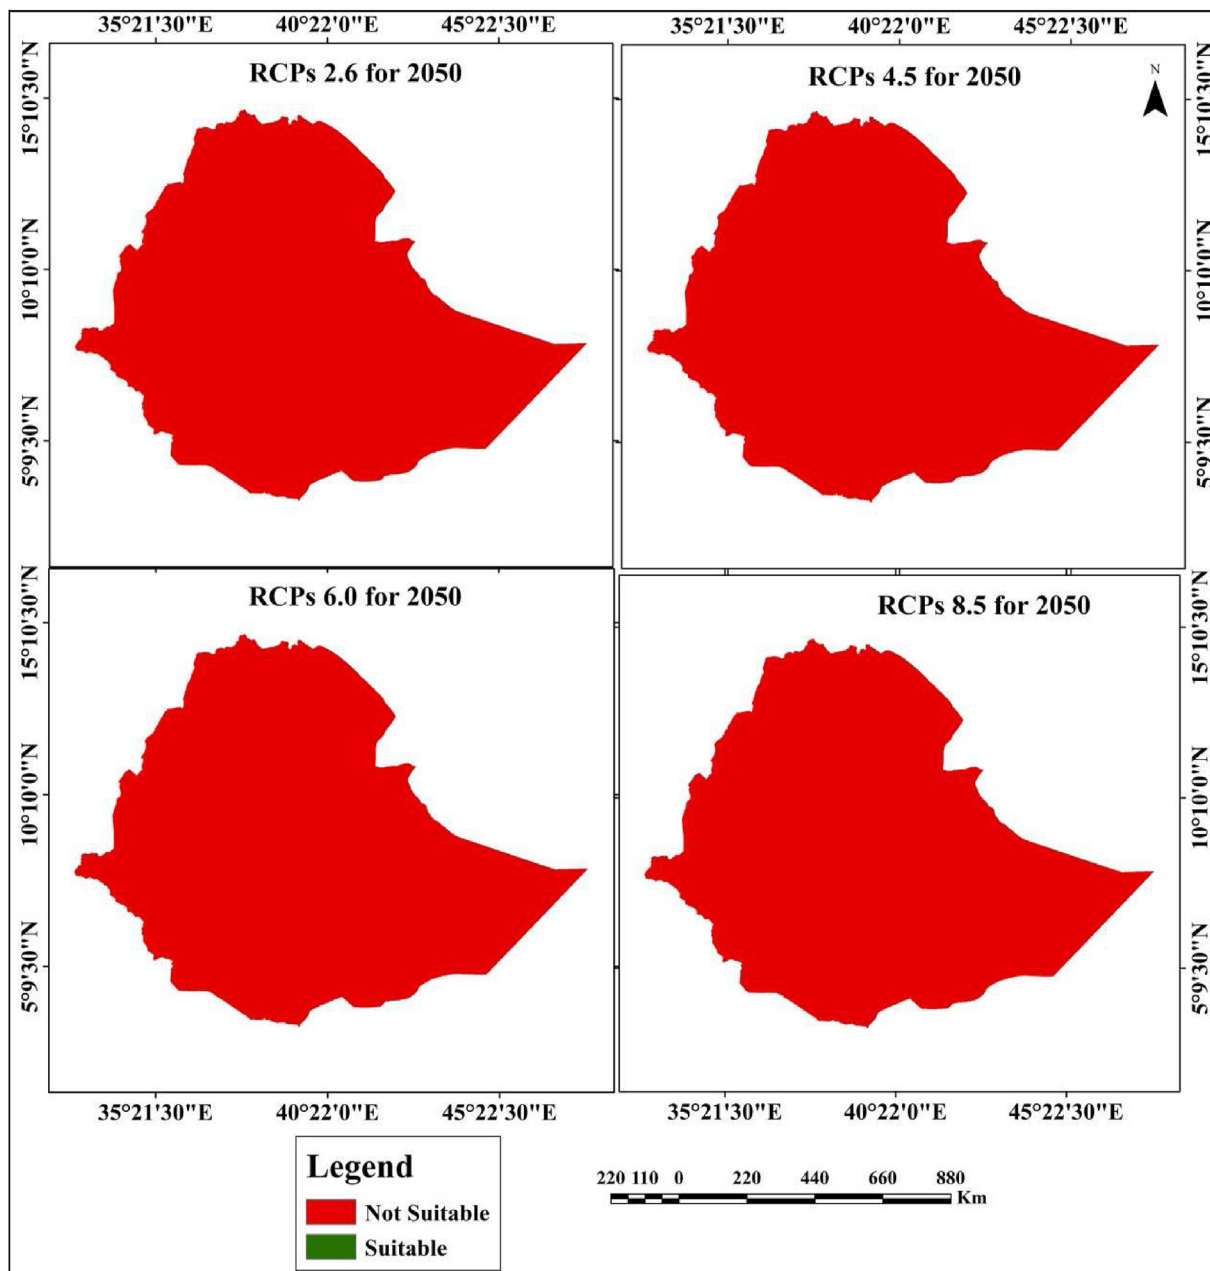 35°21'30"E 40°22'0"E 45°22'30"E 35°21'30"E 40°22'0"E 45°22'30"E
RCPs 2.6 for 2050
RCPs 4.5 for 2050
N
15°10'30"N
10°10'0"N
5°9'30"N
15°10'30"N
10°10'0"N
5°9'30"N
RCPs 6.0 for 2050
RCPs 8.5 for 2050
15°10'30"N
10°10'0"N
5°9'30"N
15°10'30"N
10°10'0"N
5°9'30"N
35°21'30"E 40°22'0"E 45°22'30"E 35°21'30"E 40°22'0"E 45°22'30"E
Legend
Not Suitable
Suitable
220 110 0 220 440 660 880
Km